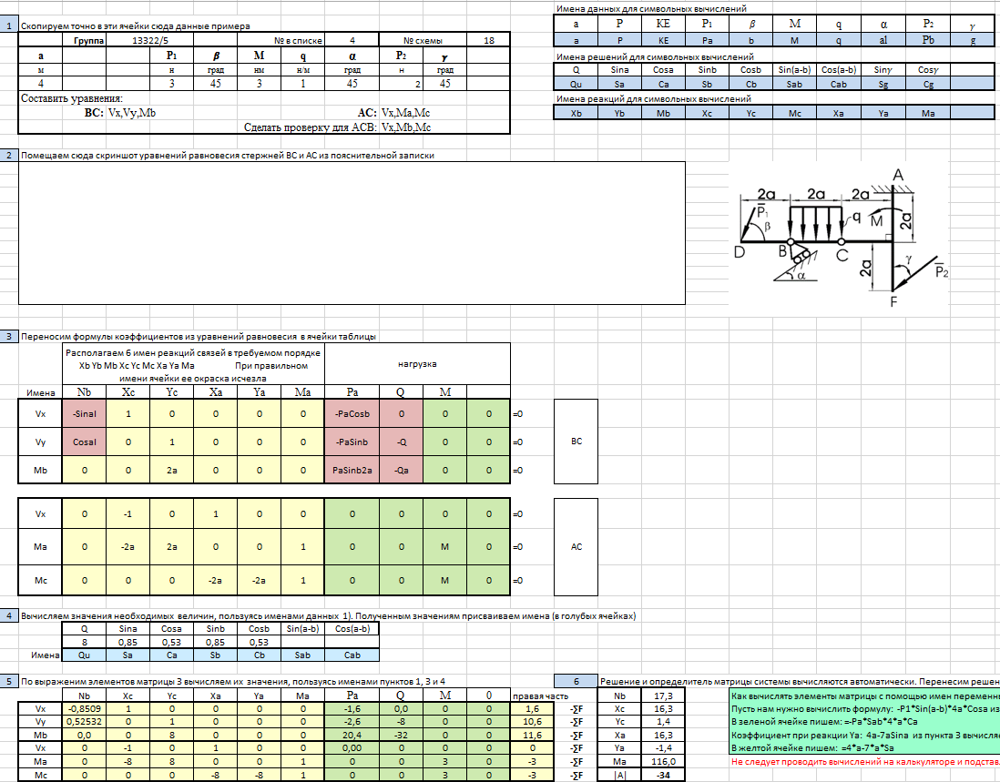 Имена данных для символьных вычислений
1 Скопируем точно в эти ячейки сюда данные примера
a P KE P1 β M q α P2 γ
a P KE Pa b M q al Pb g
Группа 13322/5 № в списке 4 № схемы 18
a P1 β M q α P2 γ
м н град нм н/м град н град
4 3 45 3 1 45 2 45
Имена решений для символьных вычислений
Q Sina Cosa Sinb Cosb Sin(a-b) Cos(a-b) Sinγ Cosγ
Qu Sa Ca Sb Cb Sab Cab Sg Cg
Составить уравнения:
BC: Vx,Vy,Mb AC: Vx,Ma,Mc
Сделать проверку для ACB: Vx,Mb,Mc
Имена реакций для символьных вычислений
Xb Yb Mb Xc Yc Mc Xa Ya Ma
2 Помещаем сюда скриншот уравнений равновесия стержней BC и AC из пояснительной записки
A
2a 2a 2a
P1 β q M 2a
D B C
α 2a γ P2
F
3 Переносим формулы коэффициентов из уравнений равновесия в ячейки таблицы
Располагаем 6 имен реакций связей в требуемом порядке
Xb Yb Mb Xc Yc Mc Xa Ya Ma При правильном
имени ячейки ее окраска исчезла
нагрузка
Имена Nb Xc Yc Xa Ya Ma Pa Q M
Vx -Sinal 1 0 0 0 0 -PaCosb 0 0 0 =0
Vy Cosal 0 1 0 0 0 -PaSinb -Q 0 0 =0
BC
Mb 0 0 2a 0 0 0 PaSinb2a -Qa 0 0 =0
Vx 0 -1 0 1 0 0 0 0 0 0 =0
Ma 0 -2a 2a 0 0 1 0 0 M 0 =0
AC
Mc 0 0 0 -2a -2a 1 0 0 M 0 =0
4 Вычисляем значения необходимых величин, пользуясь именами данных 1). Полученным значениям присваиваем имена (в голубых ячейках)
Q Sina Cosa Sinb Cosb Sin(a-b) Cos(a-b)
8 0,85 0,53 0,85 0,53
Имена Qu Sa Ca Sb Cb Sab Cab
5 По выражениям элементов матрицы 3 вычисляем их значения, пользуясь именами пунктов 1, 3 и 4
6 Решение и определитель матрицы системы вычисляются автоматически. Перенесим решен
Nb Xc Yc Xa Ya Ma Pa Q M 0 правая часть
Vx -0,8509 1 0 0 0 0 -1,6 0,0 0 0 1,6 -∑F
Vy 0,52532 0 1 0 0 0 -2,6 -8 0 0 10,6 -∑F
Mb 0,0 0 8 0 0 0 20,4 -32 0 0 11,6 -∑F
Vx 0 -1 0 1 0 0 0,00 0 0 0 0 -∑F
Ma 0 -8 8 0 0 1 0 0 3 0 -3 -∑F
Mc 0 0 0 -8 -8 1 0 0 3 0 -3 -∑F
Nb 17,3
Xc 16,3
Yc 1,4
Xa 16,3
Ya -1,4
Ma 116,0
|A| -34
Как вычислять элементы матрицы с помощью имен переменны
Пусть нам нужно вычислить формулу: -P1*Sin(a-b)*4a*Cosa из
В зеленой ячейке пишем: =-Pa*Sab*4*a*Ca
Коэффициент при реакции Ya: 4a-7aSina из пункта 3 вычисляе
В желтой ячейке пишем: =4*a-7*a*Sa
Не следует проводить вычислений на калькуляторе и подстав